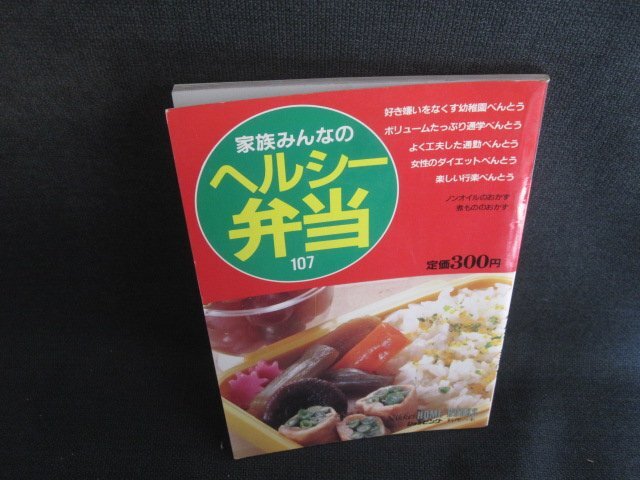 家族みんなの
ヘルシー
弁当
107
好き嫌いをなくす幼稚園べんとう
ボリュームたっぷり通学べんとう
よく工夫した通勤べんとう
女性のダイエットべんとう
楽しい行楽べんとう
ノンオイルのおかず
煮もののおかず
定価300円
HOME